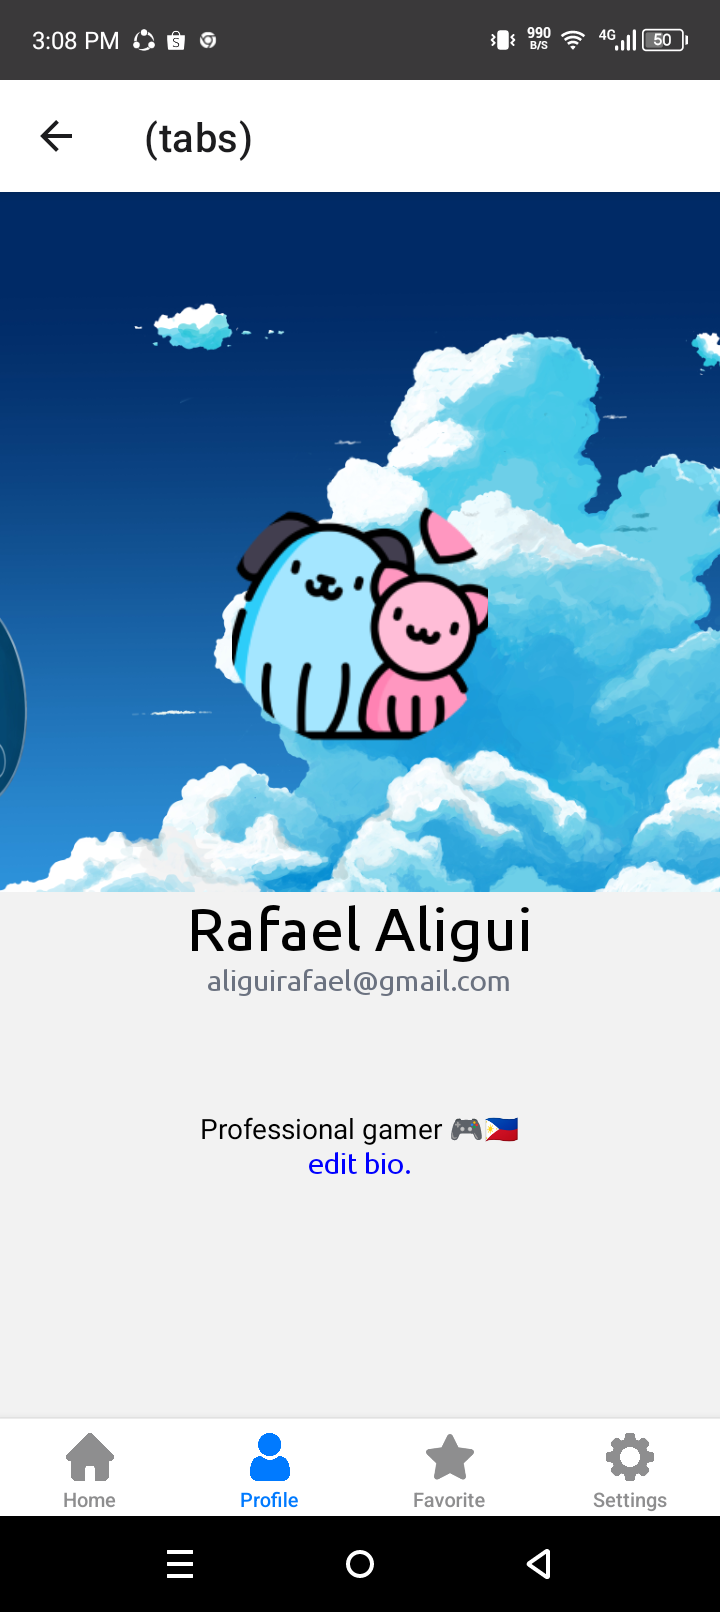 3:08 PM
990
B/S
4G
50
(tabs)
Rafael Aligui
aliguirafael@gmail.com
Professional gamer 🎮🇵🇭
edit bio.
Home
Profile
Favorite
Settings